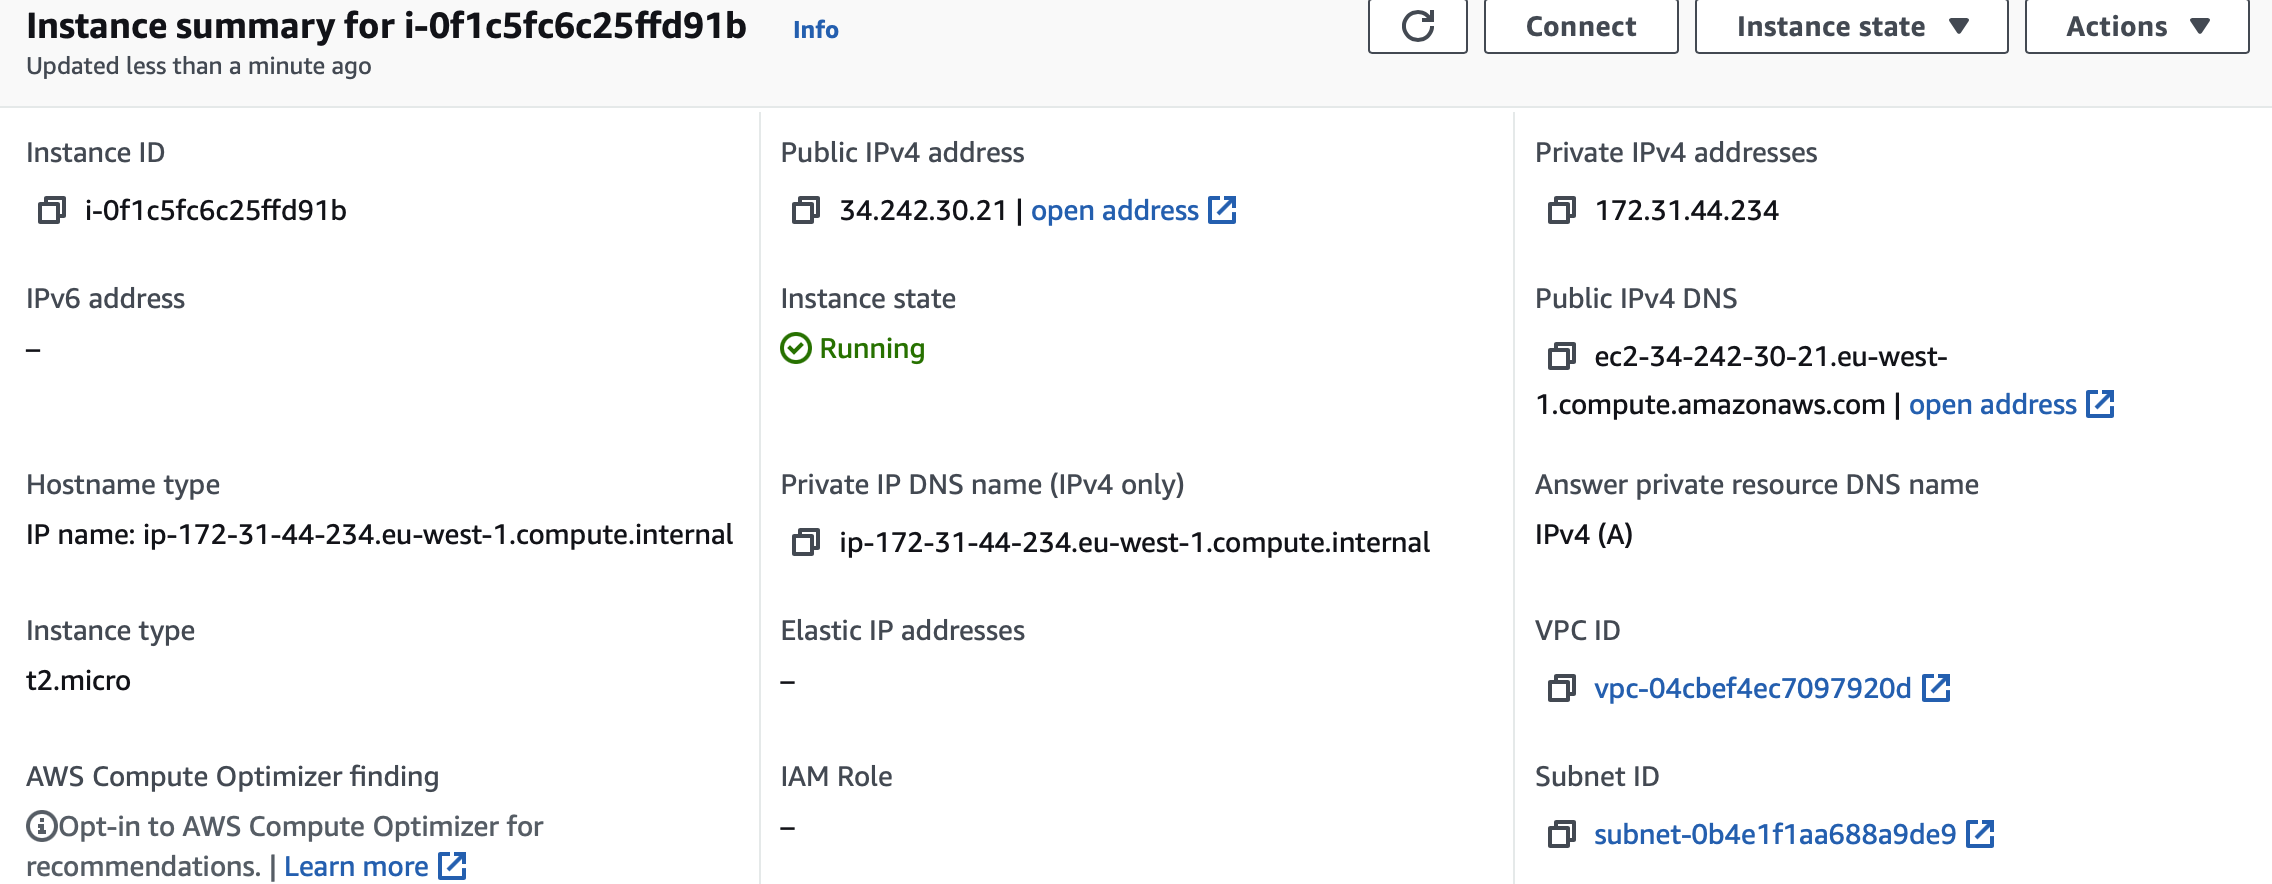 Instance summary for i-0f1c5fc6c25ffd91b Info
Updated less than a minute ago
Connect
Instance state
Actions
Instance ID
i-0f1c5fc6c25ffd91b
Public IPv4 address
34.242.30.21 | open address
Private IPv4 addresses
172.31.44.234
IPv6 address
–
Instance state
Running
Public IPv4 DNS
ec2-34-242-30-21.eu-west-
1.compute.amazonaws.com | open address
Hostname type
IP name: ip-172-31-44-234.eu-west-1.compute.internal
Private IP DNS name (IPv4 only)
ip-172-31-44-234.eu-west-1.compute.internal
Answer private resource DNS name
IPv4 (A)
Instance type
t2.micro
Elastic IP addresses
–
VPC ID
vpc-04cbef4ec7097920d
AWS Compute Optimizer finding
Opt-in to AWS Compute Optimizer for
recommendations. | Learn more
IAM Role
–
Subnet ID
subnet-0b4e1f1aa688a9de9